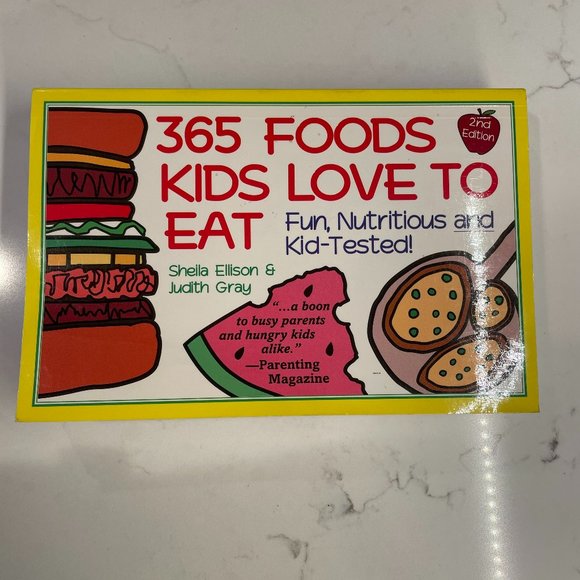 365 FOODS
KIDS LOVE TO
EAT
2nd
Edition
Fun, Nutritious and
Kid-Tested!
Sheila Ellison &
Judith Gray
"...a boon
to busy parents
and hungry kids
alike."
—Parenting
Magazine